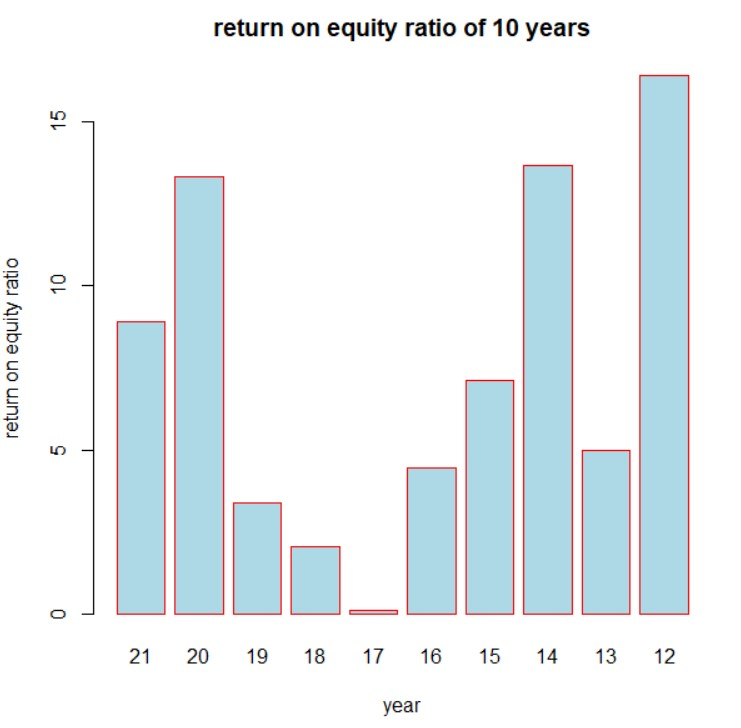 return on equity ratio of 10 years
return on equity ratio
15
10
5
0
21 20 19 18 17 16 15 14 13 12
year